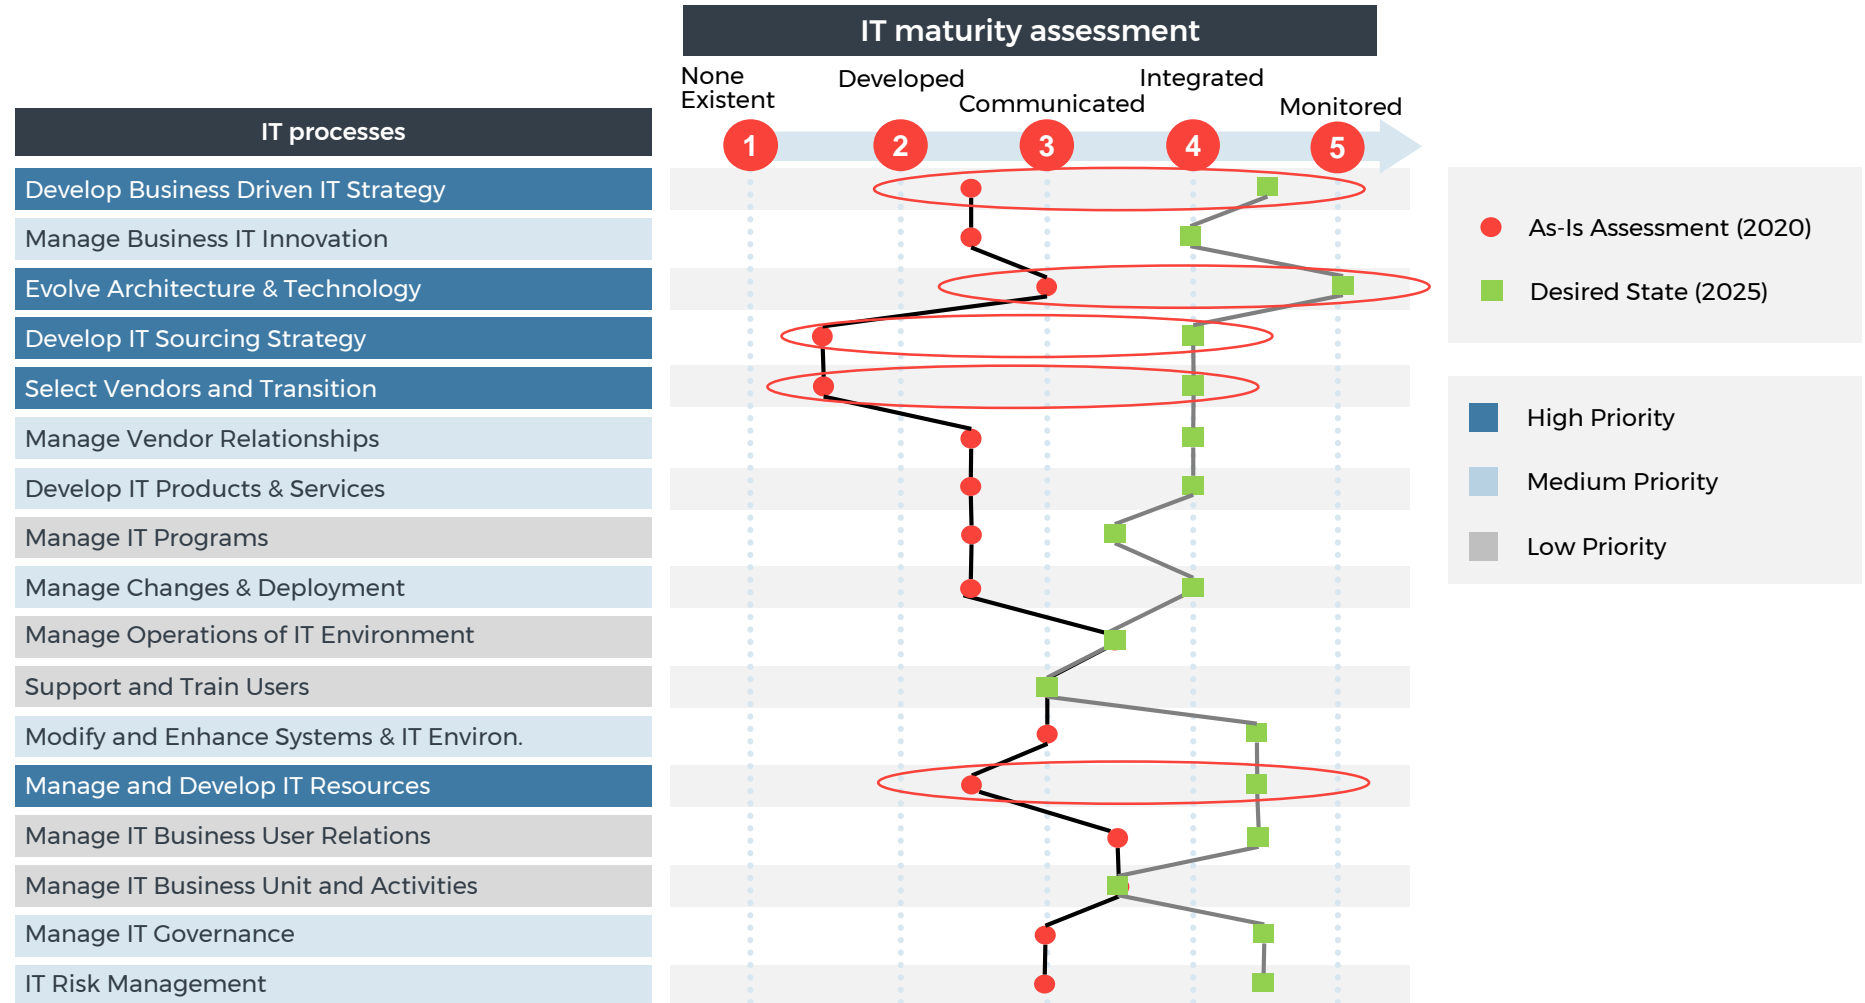 IT maturity assessment
None
Existent
Developed
Communicated
Integrated
Monitored
1
2
3
4
5
IT processes
Develop Business Driven IT Strategy
Manage Business IT Innovation
Evolve Architecture & Technology
Develop IT Sourcing Strategy
Select Vendors and Transition
Manage Vendor Relationships
Develop IT Products & Services
Manage IT Programs
Manage Changes & Deployment
Manage Operations of IT Environment
Support and Train Users
Modify and Enhance Systems & IT Environ.
Manage and Develop IT Resources
Manage IT Business User Relations
Manage IT Business Unit and Activities
Manage IT Governance
IT Risk Management
As-Is Assessment (2020)
Desired State (2025)
High Priority
Medium Priority
Low Priority